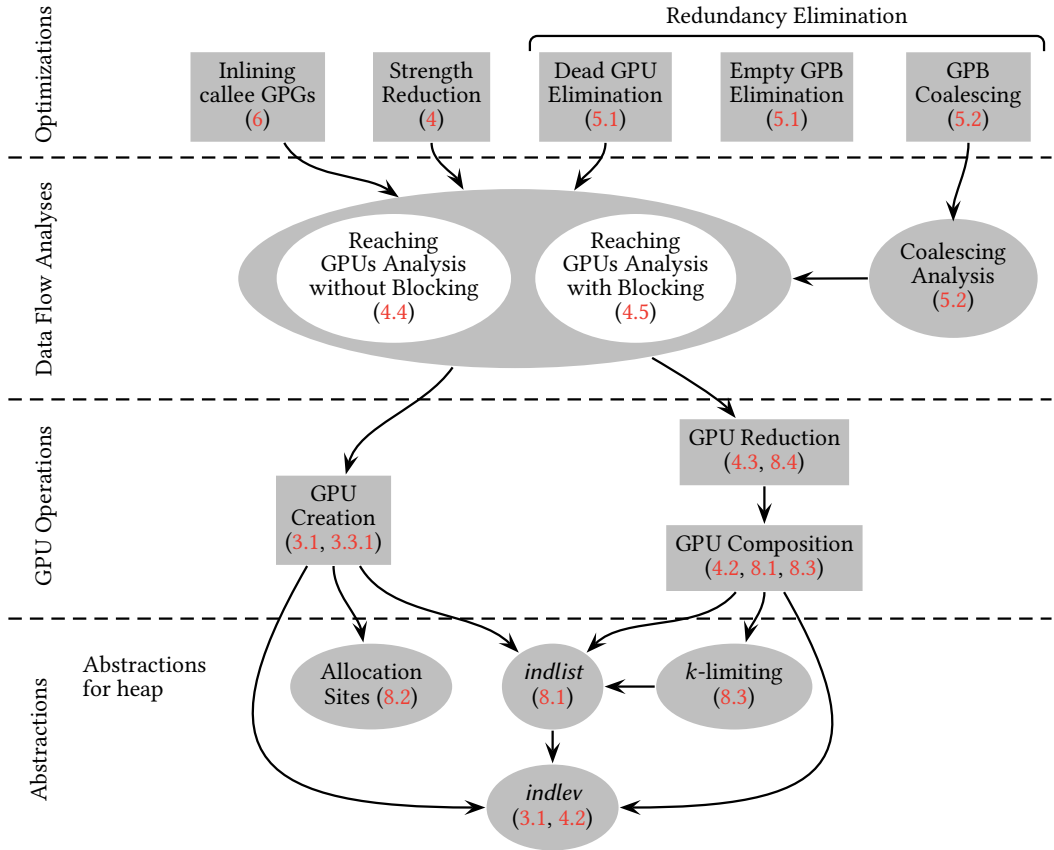 Redundancy Elimination
Optimizations
Inlining
callee GPGs
(6)
Strength
Reduction
(4)
Dead GPU
Elimination
(5.1)
Empty GPB
Elimination
(5.1)
GPB
Coalescing
(5.2)
Data Flow Analyses
Reaching
GPUs Analysis
without Blocking
(4.4)
Reaching
GPUs Analysis
with Blocking
(4.5)
Coalescing
Analysis
(5.2)
GPU Operations
GPU Reduction
(4.3, 8.4)
GPU
Creation
(3.1, 3.3.1)
GPU Composition
(4.2, 8.1, 8.3)
Abstractions
Abstractions
for heap
Allocation
Sites (8.2)
indlist
(8.1)
k-limiting
(8.3)
indlev
(3.1, 4.2)